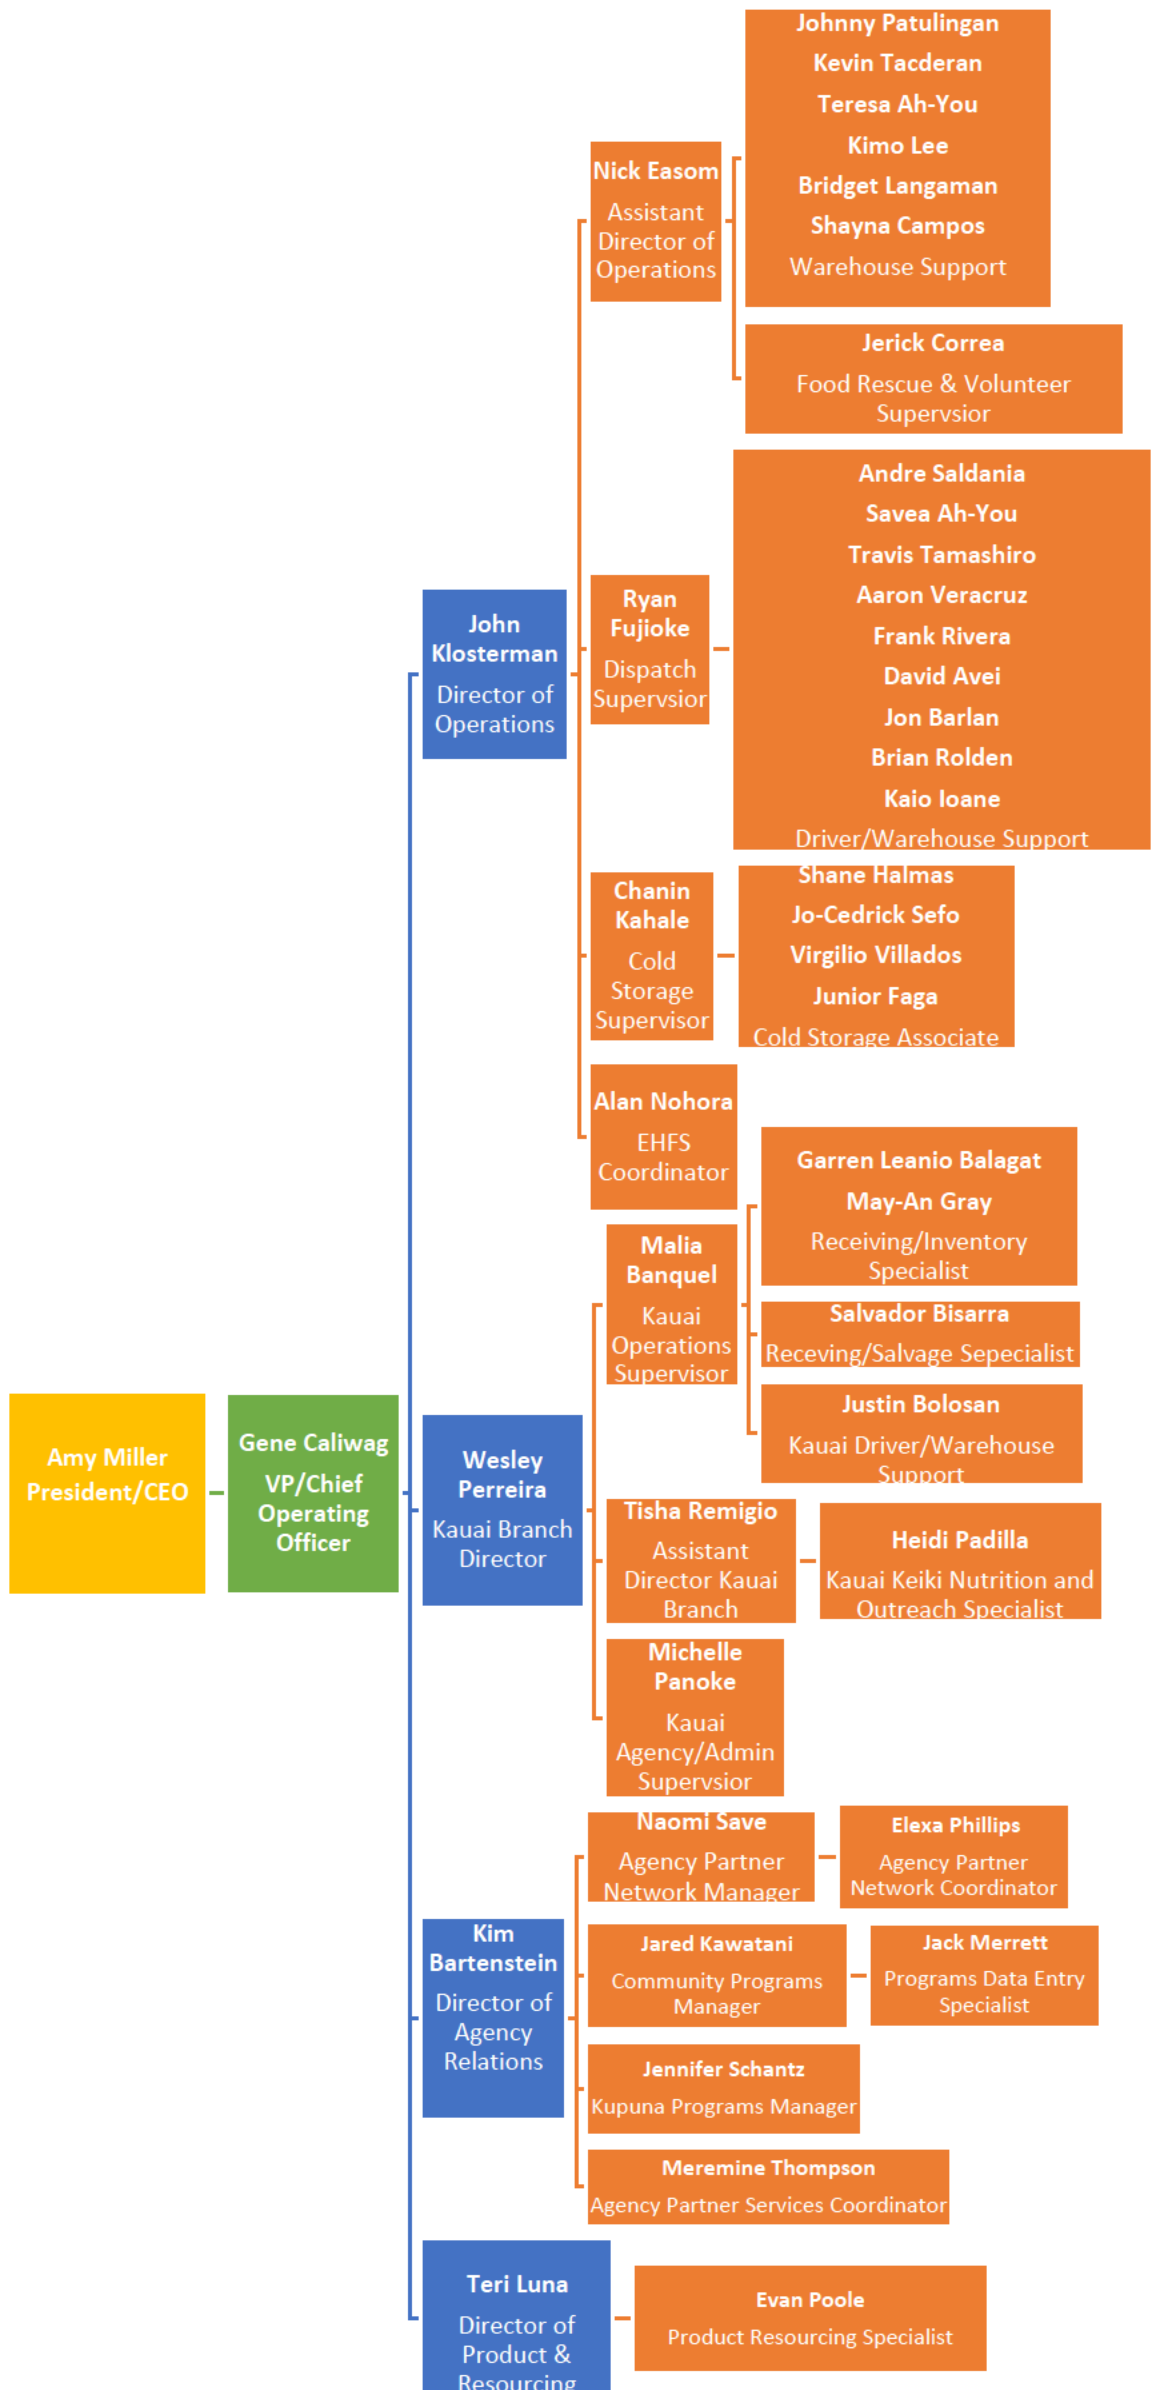 Amy Miller
President/CEO
Gene Caliwag
VP/Chief
Operating
Officer
John
Klosterman
Director of
Operations
Nick Easom
Assistant
Director of
Operations
Johnny Patulingan
Kevin Tacderan
Teresa Ah-You
Kimo Lee
Bridget Langaman
Shayna Campos
Warehouse Support
Jerick Correa
Food Rescue & Volunteer
Supervsior
Ryan
Fujioke
Dispatch
Supervsior
Andre Saldania
Savea Ah-You
Travis Tamashiro
Aaron Veracruz
Frank Rivera
David Avei
Jon Barlan
Brian Rolden
Kaio Ioane
Driver/Warehouse Support
Chanin
Kahale
Cold
Storage
Supervisor
Shane Halmas
Jo-Cedrick Sefo
Virgilio Villados
Junior Faga
Cold Storage Associate
Alan Nohora
EHFS
Coordinator
Wesley
Perreira
Kauai Branch
Director
Malia
Banquel
Kauai
Operations
Supervisor
Garren Leanio Balagat
May-An Gray
Receiving/Inventory
Specialist
Salvador Bisarra
Receving/Salvage Sepecialist
Justin Bolosan
Kauai Driver/Warehouse
Support
Tisha Remigio
Assistant
Director Kauai
Branch
Heidi Padilla
Kauai Keiki Nutrition and
Outreach Specialist
Michelle
Panoke
Kauai
Agency/Admin
Supervsior
Kim
Bartenstein
Director of
Agency
Relations
Naomi Save
Agency Partner
Network Manager
Elexa Phillips
Agency Partner
Network Coordinator
Jared Kawatani
Community Programs
Manager
Jack Merrett
Programs Data Entry
Specialist
Jennifer Schantz
Kupuna Programs Manager
Meremine Thompson
Agency Partner Services Coordinator
Teri Luna
Director of
Product &
Resourcing
Evan Poole
Product Resourcing Specialist